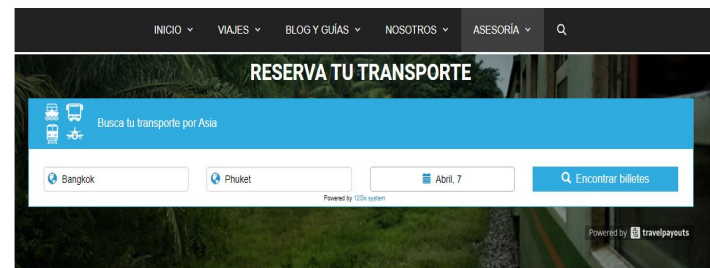 INICIO VIAJES BLOG Y GUÍAS NOSOTROS ASESORÍA
RESERVA TU TRANSPORTE
Busca tu transporte por Asia
Bangkok Phuket Abril, 7 Encontrar billetes
Powered by 12Go system
Powered by travelpayouts